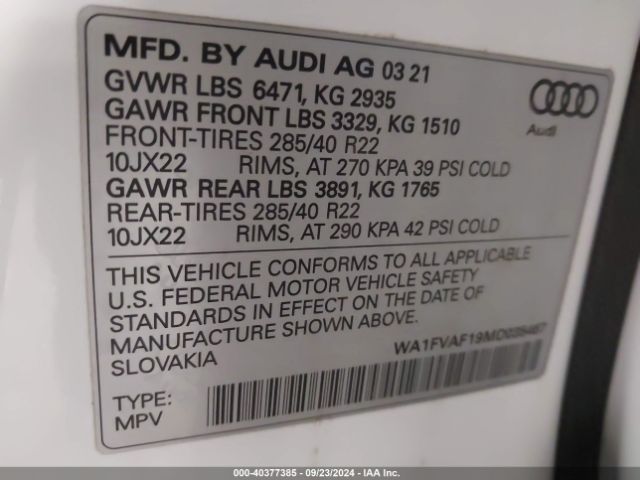 MFD. BY AUDI AG 03 21
GVWR LBS 6471, KG 2935
GAWR FRONT LBS 3329, KG 1510
FRONT-TIRES 285/40 R22
10JX22 RIMS, AT 270 KPA 39 PSI COLD
GAWR REAR LBS 3891, KG 1765
REAR-TIRES 285/40 R22
10JX22 RIMS, AT 290 KPA 42 PSI COLD
Audi
THIS VEHICLE CONFORMS TO ALL APPLICABLE
U.S. FEDERAL MOTOR VEHICLE SAFETY
STANDARDS IN EFFECT ON THE DATE OF
MANUFACTURE SHOWN ABOVE.
SLOVAKIA
TYPE:
MPV
000-40377385 - 09/23/2024 - IAA Inc.